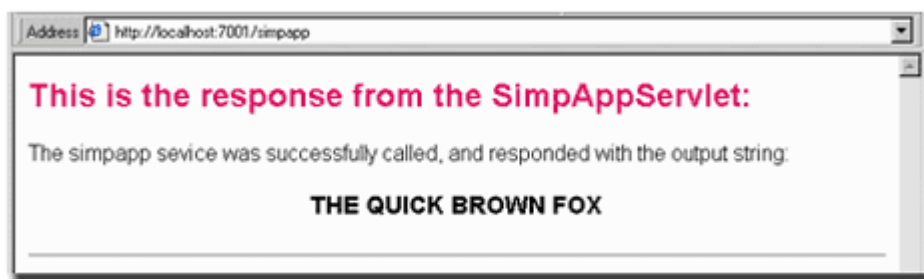 Address http://localhost:7001/simpapp
This is the response from the SimpAppServlet:
The simpapp sevice was successfully called, and responded with the output string:
THE QUICK BROWN FOX